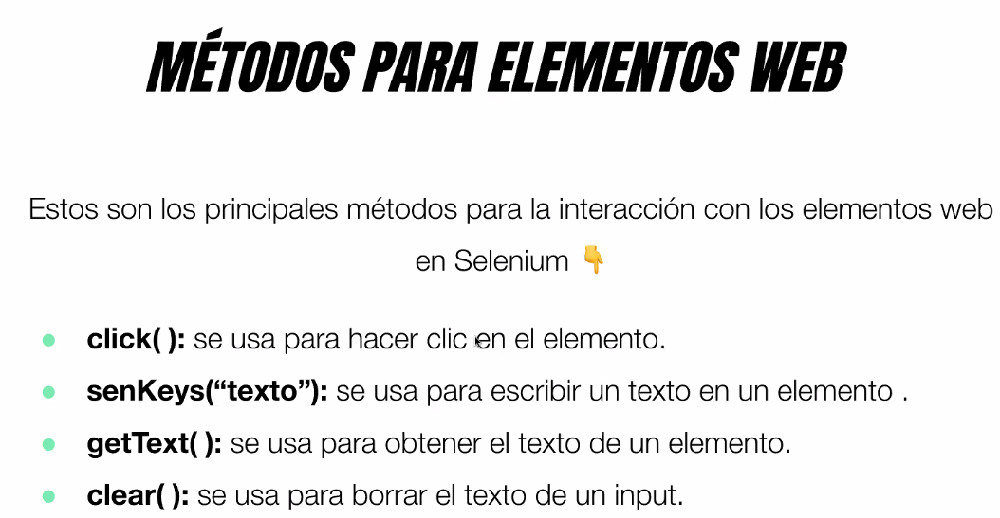 MÉTODOS PARA ELEMENTOS WEB
Estos son los principales métodos para la interacción con los elementos web
en Selenium 👇
● click( ): se usa para hacer clic en el elemento.
● senKeys(“texto”): se usa para escribir un texto en un elemento .
● getText( ): se usa para obtener el texto de un elemento.
● clear( ): se usa para borrar el texto de un input.